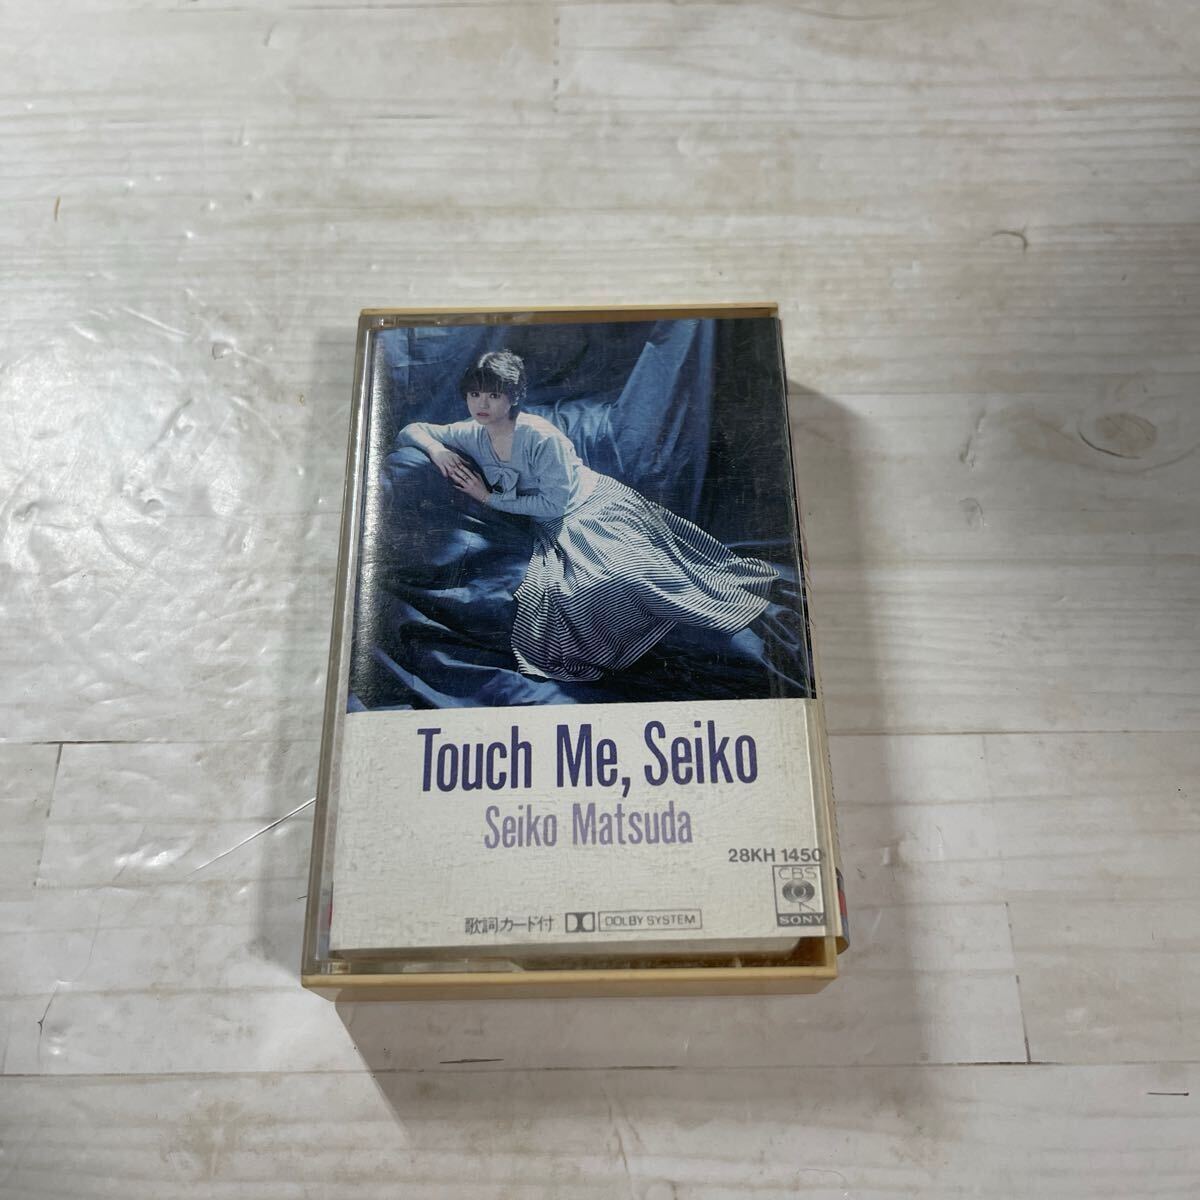 Touch Me, Seiko
Seiko Matsuda
28KH 1450
CBS
SONY
歌詞カード付 DOLBY SYSTEM